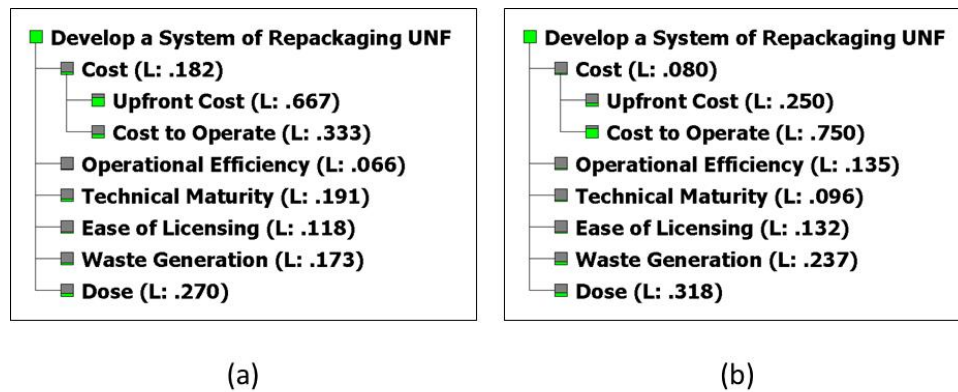 Develop a System of Repackaging UNF
Cost (L: .182)
Upfront Cost (L: .667)
Cost to Operate (L: .333)
Operational Efficiency (L: .066)
Technical Maturity (L: .191)
Ease of Licensing (L: .118)
Waste Generation (L: .173)
Dose (L: .270)
(a)
Develop a System of Repackaging UNF
Cost (L: .080)
Upfront Cost (L: .250)
Cost to Operate (L: .750)
Operational Efficiency (L: .135)
Technical Maturity (L: .096)
Ease of Licensing (L: .132)
Waste Generation (L: .237)
Dose (L: .318)
(b)